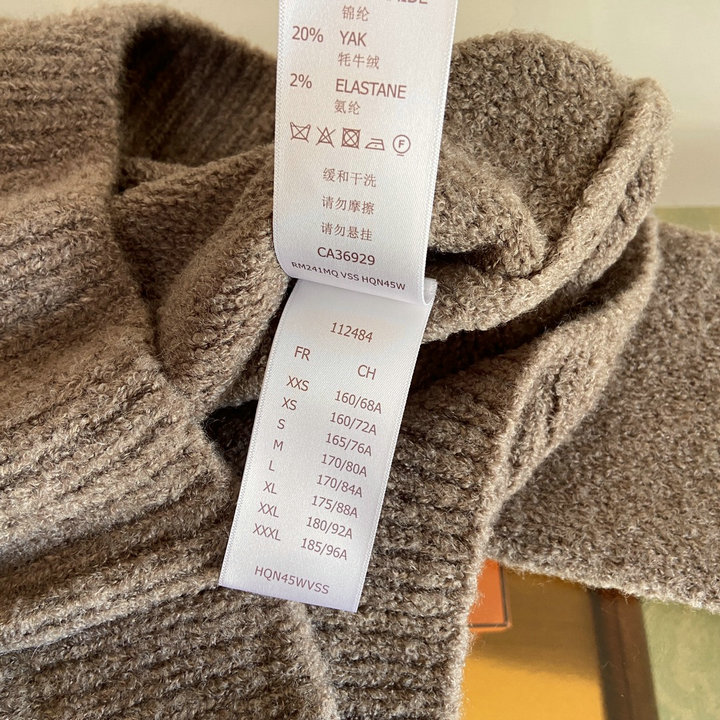 锦纶
20% YAK
牦牛绒
2% ELASTANE
氨纶
F
缓和干洗
请勿摩擦
请勿悬挂
CA36929
RM241MQ VSS HQN45W
112484
FR CH
XXS 160/68A
XS 160/72A
S 165/76A
M 170/80A
L 170/84A
XL 175/88A
XXL 180/92A
XXXL 185/96A
HQN45WVSS